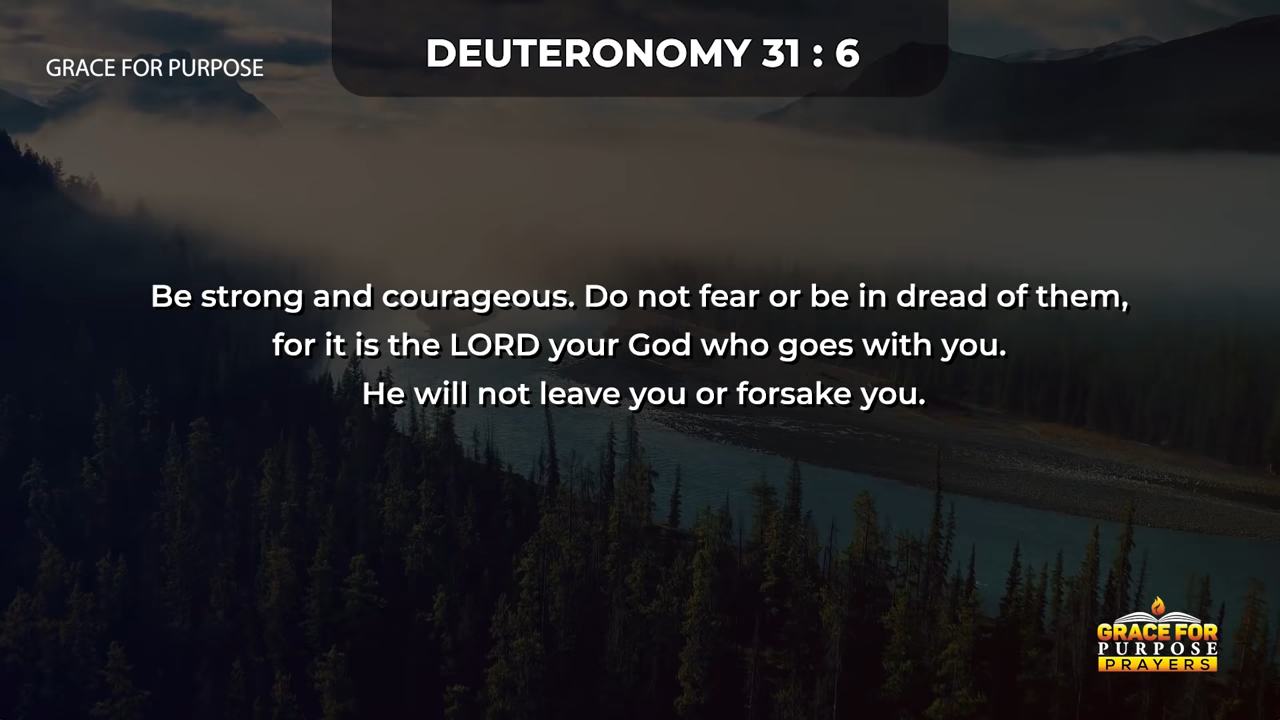 DEUTERONOMY 31 : 6
GRACE FOR PURPOSE
Be strong and courageous. Do not fear or be in dread of them,
for it is the LORD your God who goes with you.
He will not leave you or forsake you.
GRACE FOR
PURPOSE
PRAYERS